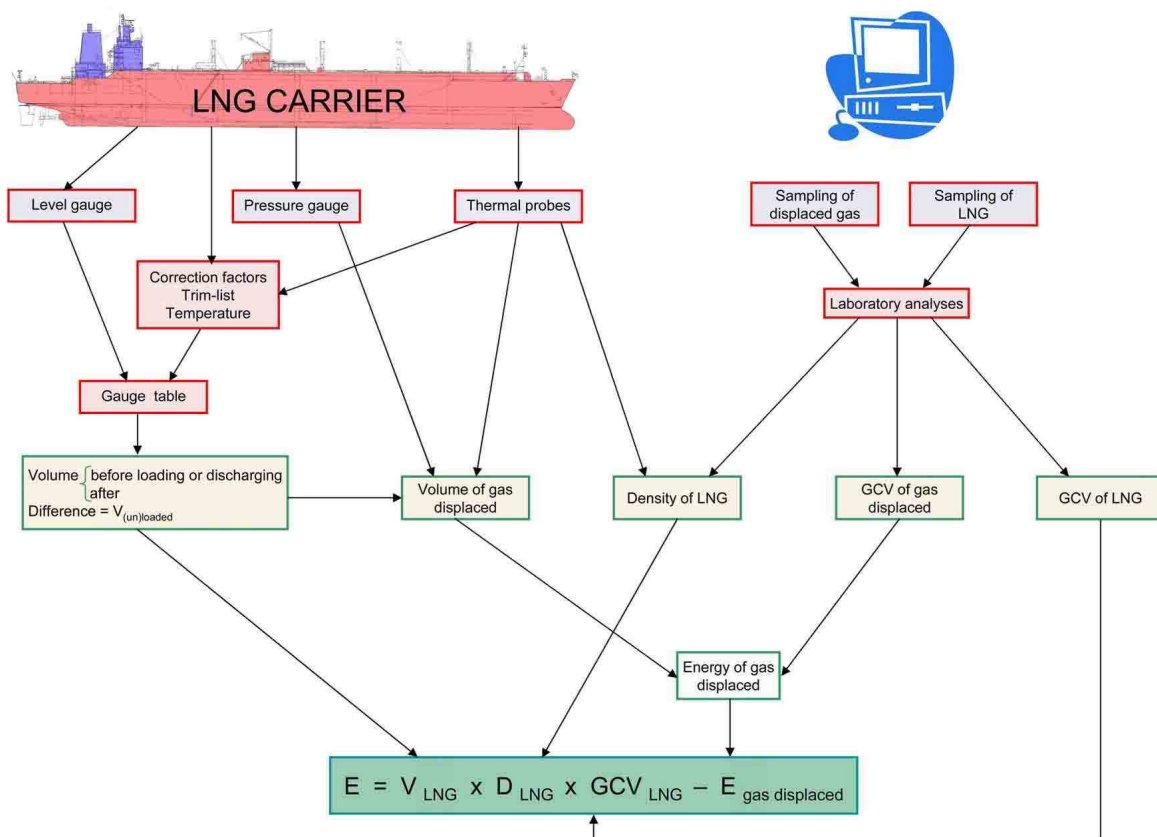 LNG CARRIER
Level gauge
Pressure gauge
Thermal probes
Sampling of
displaced gas
Sampling of
LNG
Correction factors
Trim-list
Temperature
Laboratory analyses
Gauge table
Volume { before loading or discharging
after
Difference = V(un)loaded
Volume of gas
displaced
Density of LNG
GCV of gas
displaced
GCV of LNG
Energy of gas
displaced
E = V LNG x D LNG x GCV LNG – E gas displaced